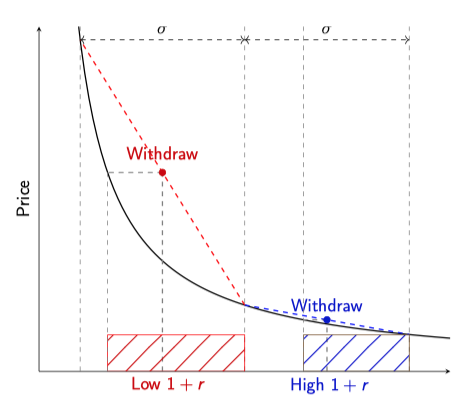 σ σ
Withdraw
Price
Withdraw
Low 1 + r
High 1 + r